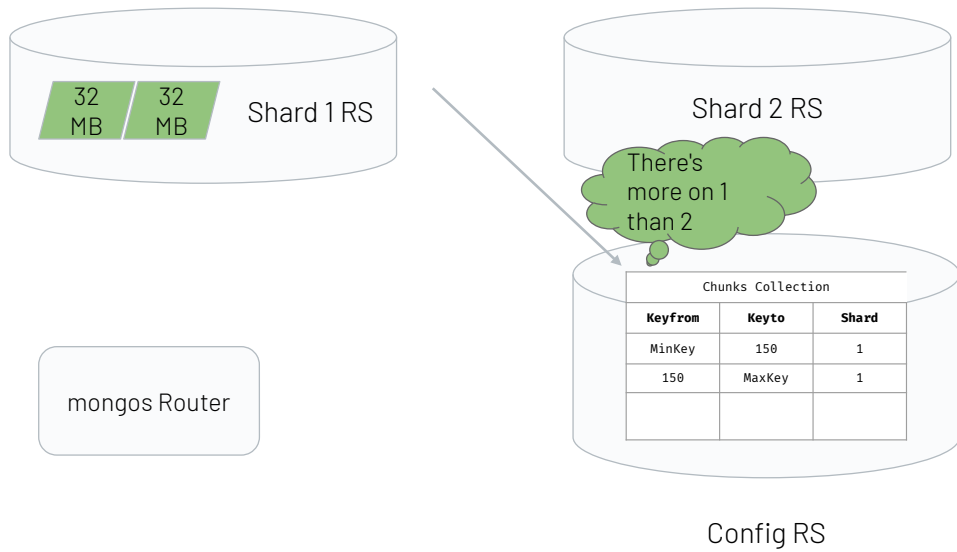 32
MB
32
MB
Shard 1 RS
Shard 2 RS
There's
more on 1
than 2
Chunks Collection
Keyfrom Keyto Shard
MinKey 150 1
150 MaxKey 1
mongos Router
Config RS